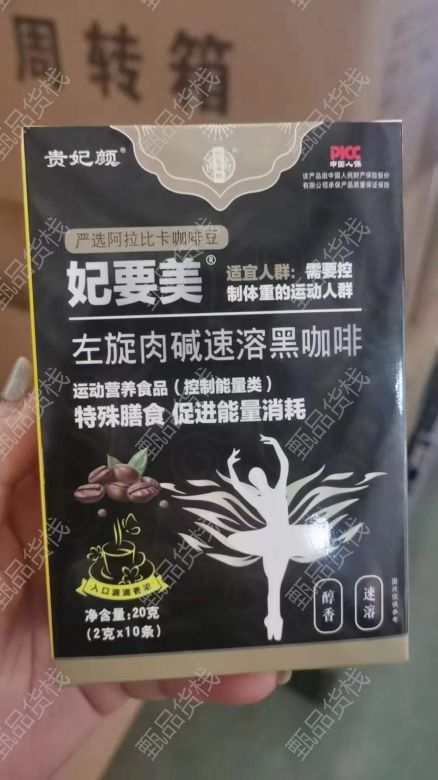 周转箱
贵妃颜®
PICC
中国人保
该产品由中国人民财产保险股份
有限公司承保产品质量保证保险
严选阿拉比卡咖啡豆
妃要美®
适宜人群：需要控
制体重的运动人群
左旋肉碱速溶黑咖啡
运动营养食品（控制能量类）
特殊膳食 促进能量消耗
入口滴滴香浓
净含量:20克
(2克×10条)
醇香
速溶
图片仅供参考
甄品货栈